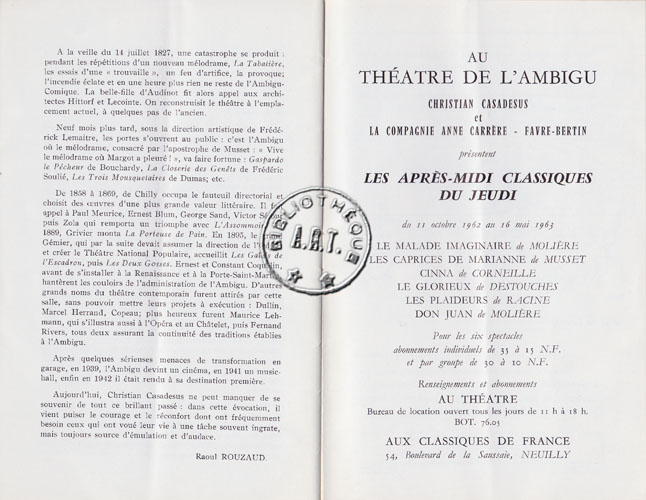 A la veille du 14 juillet 1827, une catastrophe se produit :
pendant les répétitions d'un nouveau mélodrame, La Tabatière,
les essais d'une « trouvaille », un feu d'artifice, la provoque;
l'incendie éclate et en une heure plus rien ne reste de l'Ambigu-
Comique. La belle-fille d'Audinot fit alors appel aux archi-
tectes Hittorf et Lecointe. On reconstruisit le théâtre à l'empla-
cement actuel, à quelques pas de l'ancien.
Neuf mois plus tard, sous la direction artistique de Frédé-
rick Lemaître, les portes s'ouvrent au public : c'est l'Ambigu
où le mélodrame, consacré par l'apostrophe de Musset : « Vive
le mélodrame où Margot a pleuré ! », va faire fortune : Gaspardo
le Pêcheur de Bouchardy, La Closerie des Genêts de Frédéric
Soulié, Les Trois Mousquetaires de Dumas; etc.
De 1858 à 1869, de Chilly occupa le fauteuil directorial et
choisit des œuvres d'une plus grande valeur littéraire. Il fit
appel à Paul Meurice, Ernest Blum, George Sand, Victor
puis Zola qui remporta un triomphe avec L'Assommoir
1889, Grivier monta La Porteuse de Pain. En 1895, le
Gémier, qui par la suite devait assumer la direction de
et créer le Théâtre National Populaire, accueillit Les
l'Escadron, puis Les Deux Gosses. Ernest et Constant Coquelin,
avant de s'installer à la Renaissance et à la Porte-Saint-Martin
hantèrent les couloirs de l'administration de l'Ambigu. D'autres
grands noms du théâtre contemporain furent attirés par cette
salle, sans pouvoir mettre leurs projets à exécution : Dullin,
Marcel Herrand, Copeau; plus heureux furent Maurice Leh-
mann, qui s'illustra aussi à l'Opéra et au Châtelet, puis Fernand
Rivers, tous deux assurant la continuité des traditions établies
à l'Ambigu.
Après quelques sérieuses menaces de transformation en
garage, en 1939, l'Ambigu devint un cinéma, en 1941 un music-
hall, enfin en 1942 il était rendu à sa destination première.
Aujourd'hui, Christian Casadesus ne peut manquer de se
souvenir de tout ce brillant passé : dans cette évocation, il
vient puiser le courage et le réconfort dont ont fréquemment
besoin ceux qui ont voué leur vie à une tâche souvent ingrate,
mais toujours source d'émulation et d'audace.
Raoul ROUZAUD.
BIBLIOTHÈQUE
A.R.T.
AU
THÉATRE DE L'AMBIGU
CHRISTIAN CASADESUS
et
LA COMPAGNIE ANNE CARRÈRE - FAVRE-BERTIN
présentent
LES APRÈS-MIDI CLASSIQUES
DU JEUDI
du 11 octobre 1962 au 16 mai 1963
LE MALADE IMAGINAIRE de MOLIÈRE
LES CAPRICES DE MARIANNE de MUSSET
CINNA de CORNEILLE
LE GLORIEUX de DESTOUCHES
LES PLAIDEURS de RACINE
DON JUAN de MOLIÈRE
Pour les six spectacles
abonnements individuels de 35 à 15 N.F.
et par groupe de 30 à 10 N.F.
Renseignements et abonnements
AU THÉATRE
Bureau de location ouvert tous les jours de 11 h à 18 h.
BOT. 76.05
AUX CLASSIQUES DE FRANCE
54, Boulevard de la Saussaie, NEUILLY